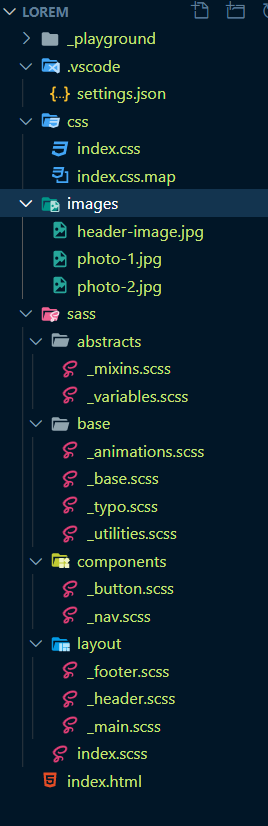 LOREM
_playground
.vscode
settings.json
css
index.css
index.css.map
images
header-image.jpg
photo-1.jpg
photo-2.jpg
sass
abstracts
_mixins.scss
_variables.scss
base
_animations.scss
_base.scss
_typo.scss
_utilities.scss
components
_button.scss
_nav.scss
layout
_footer.scss
_header.scss
_main.scss
index.scss
index.html